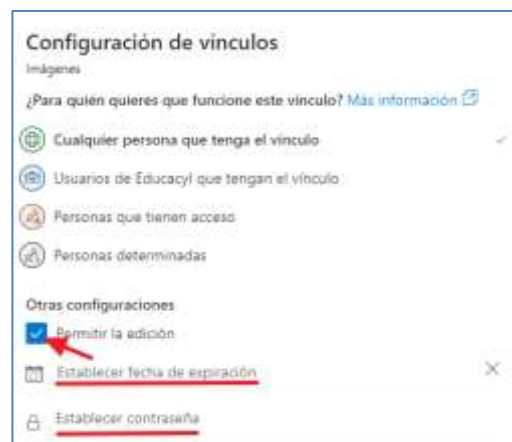 Configuración de vínculos
Imágenes
¿Para quién quieres que funcione este vínculo? Más información
Cualquier persona que tenga el vínculo
Usuarios de Educacyl que tengan el vínculo
Personas que tienen acceso
Personas determinadas
Otras configuraciones
Permitir la edición
Establecer fecha de expiración
Establecer contraseña